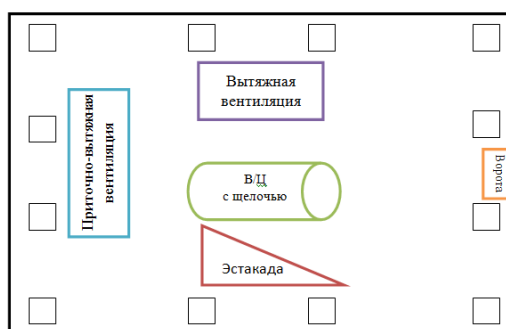 Вытяжная
вентиляция
Приточно-вытяжная
вентиляция
В/Ц
с щелочью
Ворота
Эстакада